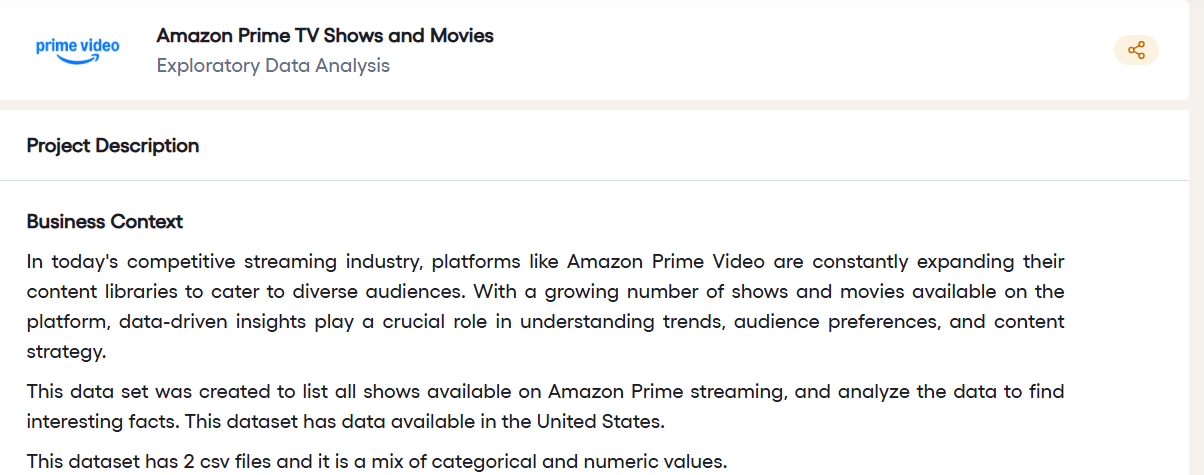 prime video
Amazon Prime TV Shows and Movies
Exploratory Data Analysis
Project Description
Business Context
In today's competitive streaming industry, platforms like Amazon Prime Video are constantly expanding their
content libraries to cater to diverse audiences. With a growing number of shows and movies available on the
platform, data-driven insights play a crucial role in understanding trends, audience preferences, and content
strategy.
This data set was created to list all shows available on Amazon Prime streaming, and analyze the data to find
interesting facts. This dataset has data available in the United States.
This dataset has 2 csv files and it is a mix of categorical and numeric values.